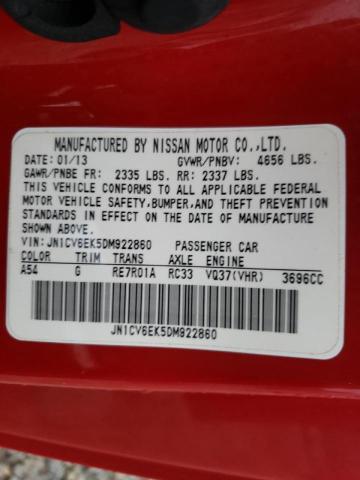 MANUFACTURED BY NISSAN MOTOR CO.,LTD.
DATE: 01/13 GVWR/PNBV: 4656 LBS.
GAWR/PNBE FR: 2335 LBS. RR: 2337 LBS.
THIS VEHICLE CONFORMS TO ALL APPLICABLE FEDERAL
MOTOR VEHICLE SAFETY,BUMPER,AND THEFT PREVENTION
STANDARDS IN EFFECT ON THE DATE OF MANUFACTURE
SHOWN ABOVE.
VIN: JN1CV6EK5DM922860 PASSENGER CAR
COLOR TRIM TRANS AXLE ENGINE
A54 G RE7R01A RC33 VQ37(VHR) 3696CC
JN1CV6EK5DM922860